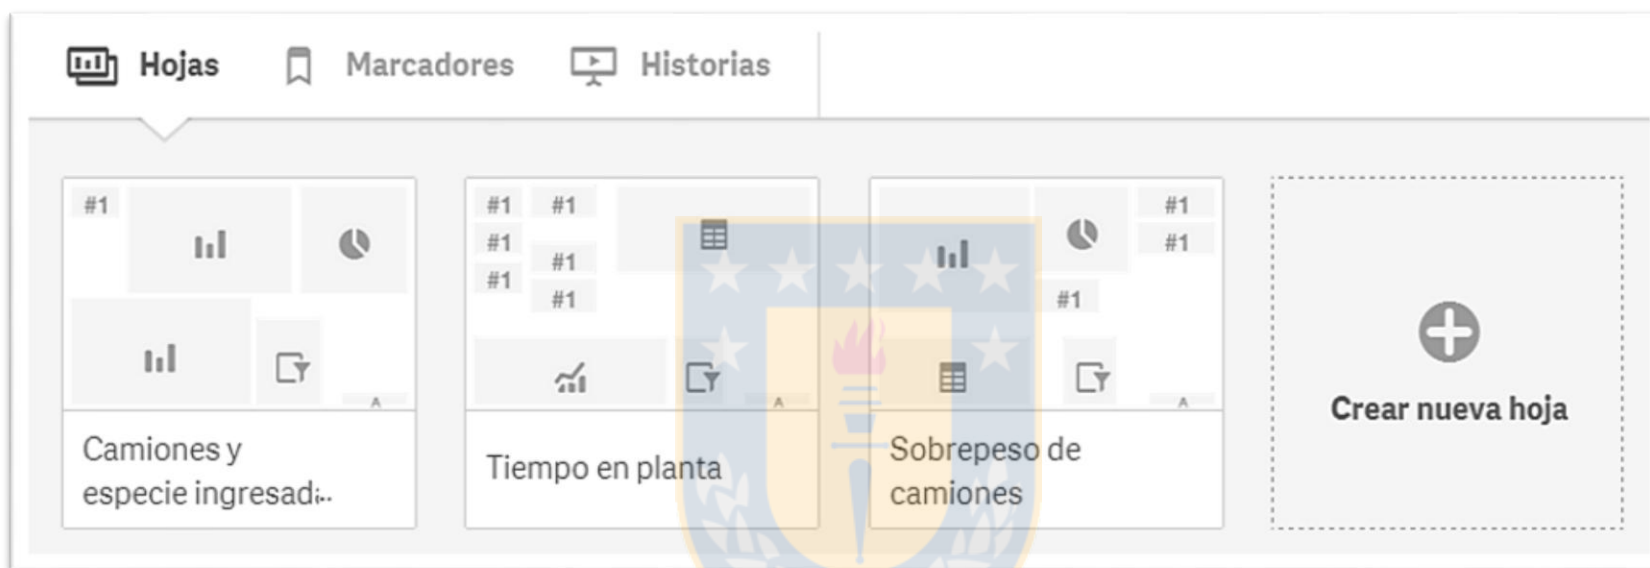 Hojas Marcadores Historias
#1
#1 #1
#1
#1
#1
#1
#1
#1
#1
#1
A
A
A
Camiones y
especie ingresad...
Tiempo en planta
Sobrepeso de
camiones
Crear nueva hoja